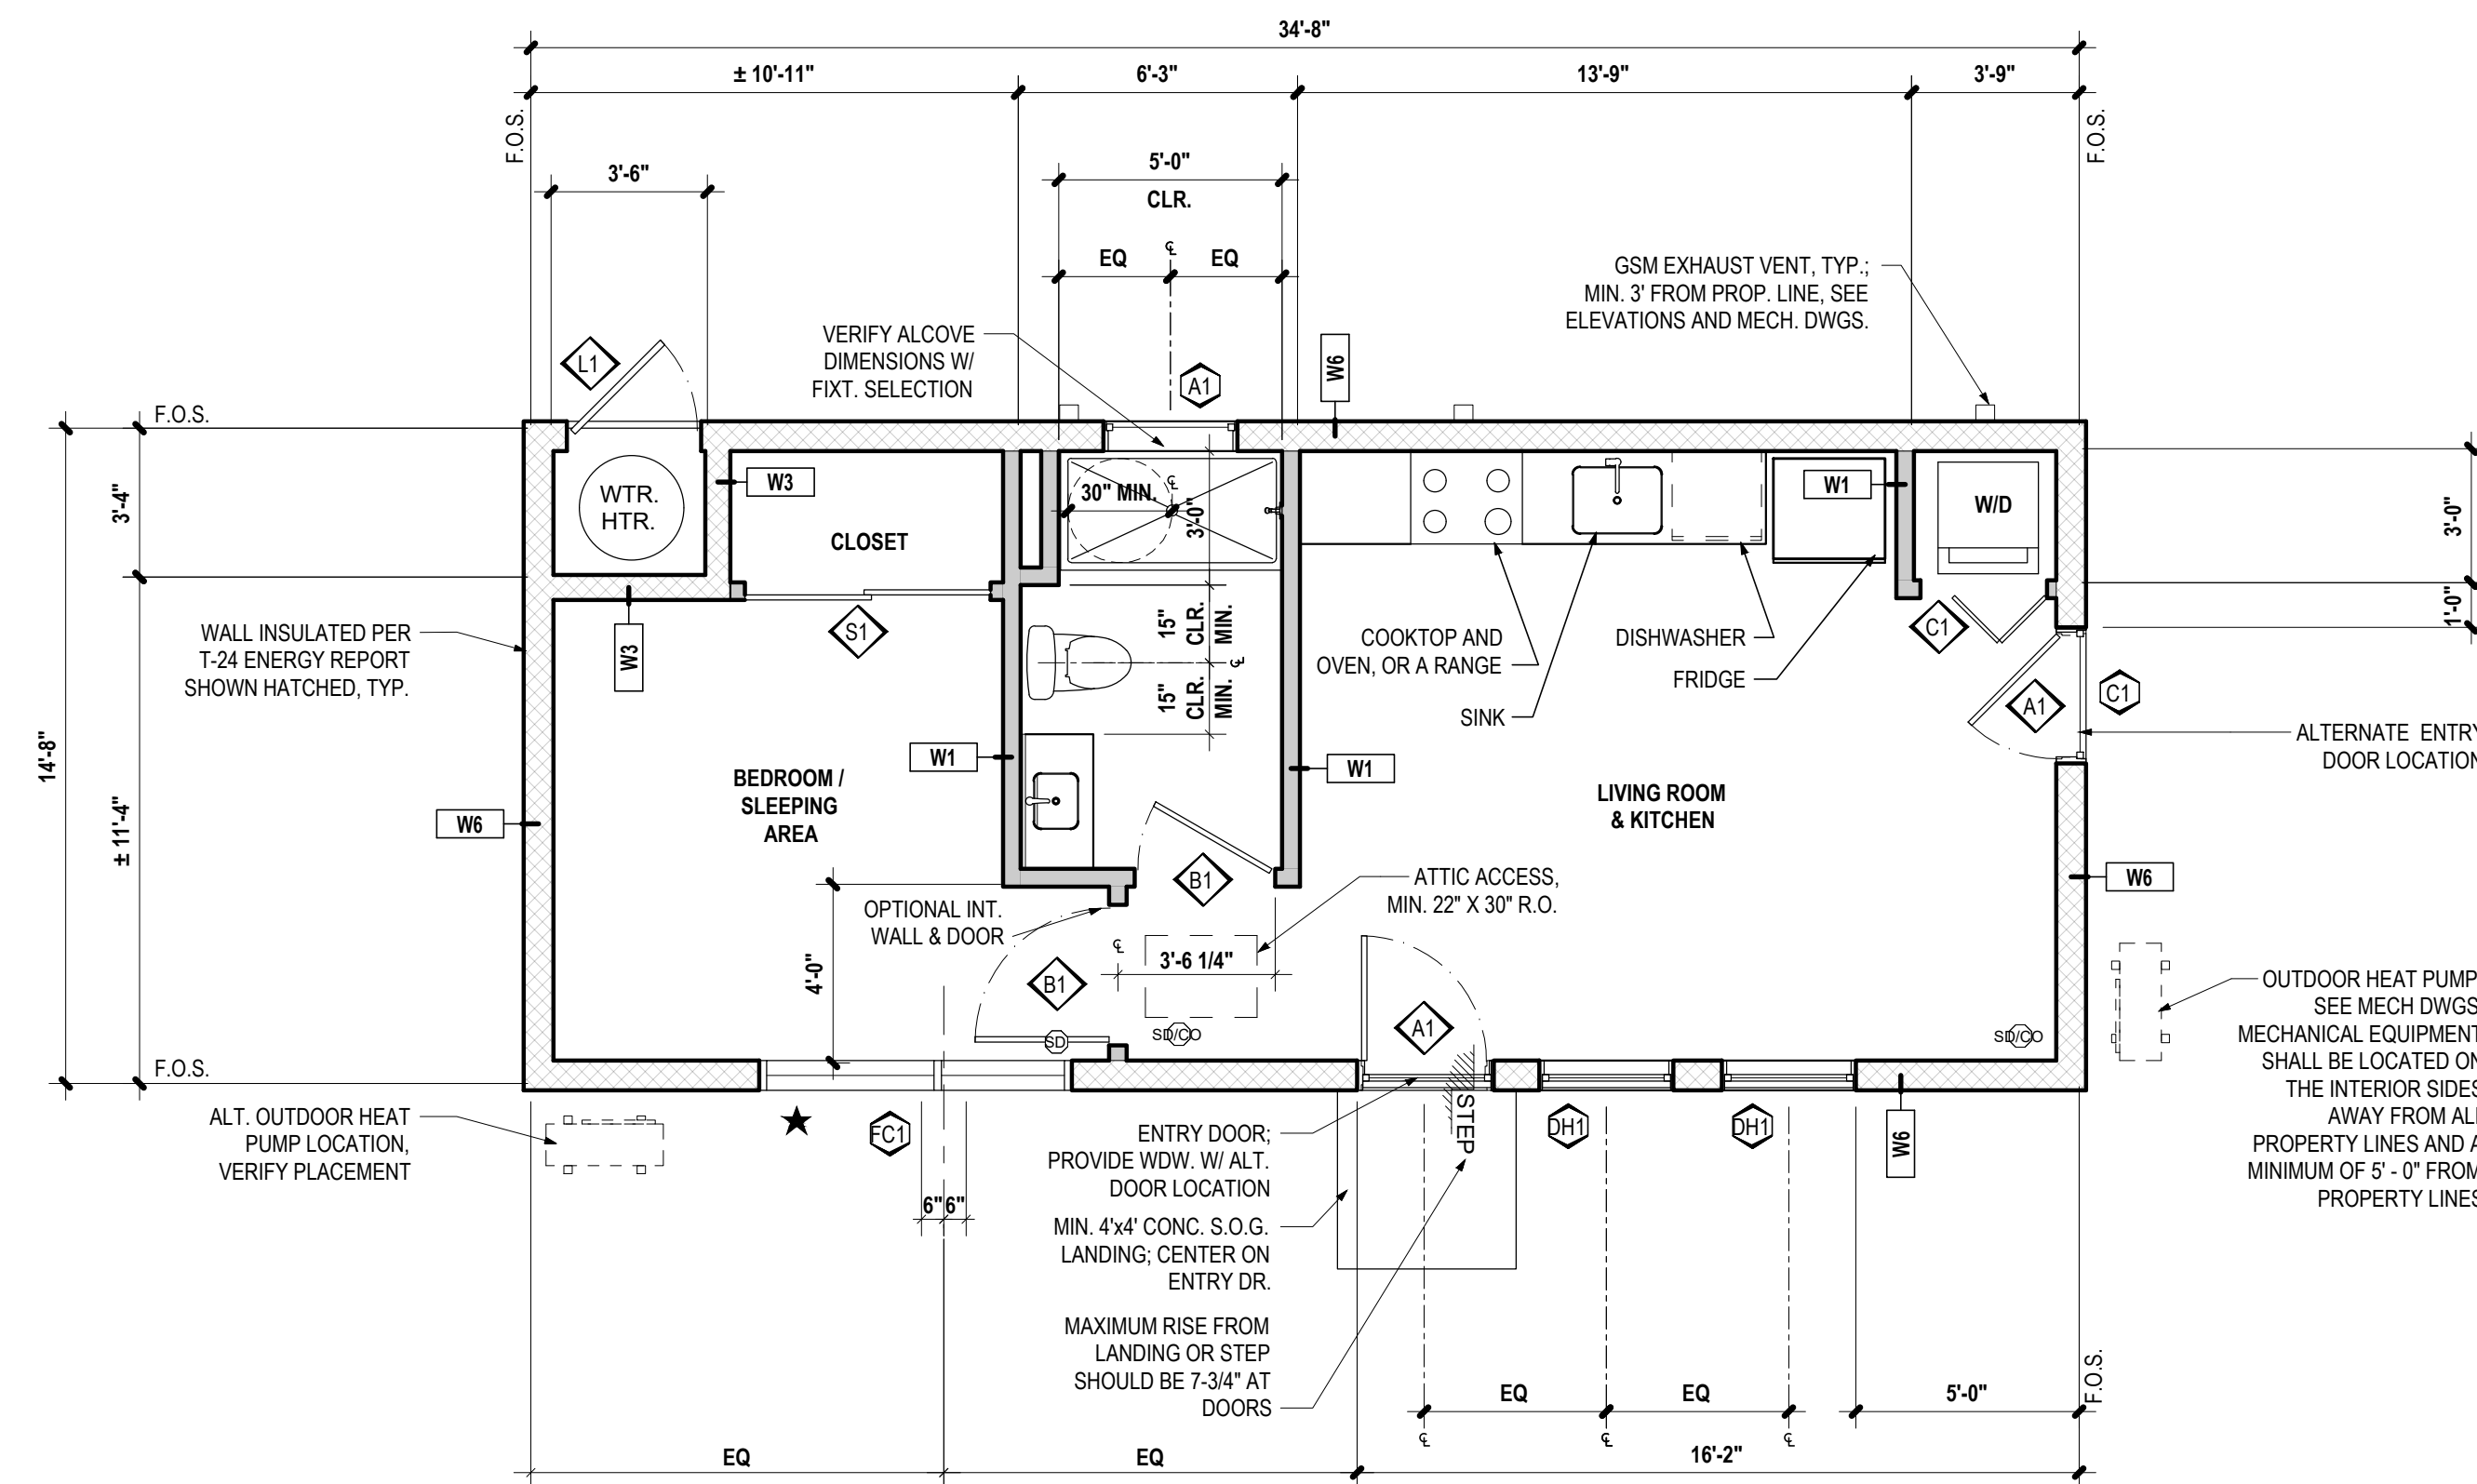 34'-8"
± 10'-11"
6'-3"
13'-9"
3'-9"
F.O.S.
F.O.S.
3'-6"
5'-0"
CLR.
EQ
℄
EQ
GSM EXHAUST VENT, TYP.;
MIN. 3' FROM PROP. LINE, SEE
ELEVATIONS AND MECH. DWGS.
VERIFY ALCOVE
DIMENSIONS W/
FIXT. SELECTION
L1
A1
W6
F.O.S.
WTR.
HTR.
W3
CLOSET
30" MIN.
℄
3'-0"
W1
W/D
3'-4"
3'-0"
1'-0"
WALL INSULATED PER
T-24 ENERGY REPORT
SHOWN HATCHED, TYP.
W3
S1
15"
CLR.
MIN.
℄
15"
CLR.
MIN.
COOKTOP AND
OVEN, OR A RANGE
DISHWASHER
FRIDGE
SINK
C1
A1
C1
ALTERNATE ENTRY
DOOR LOCATION
14'-8"
± 11'-4"
W6
BEDROOM /
SLEEPING
AREA
W1
W1
LIVING ROOM
& KITCHEN
W6
B1
ATTIC ACCESS,
MIN. 22" X 30" R.O.
OPTIONAL INT.
WALL & DOOR
4'-0"
℄
3'-6 1/4"
B1
SD
SD/CO
A1
SD/CO
OUTDOOR HEAT PUMP
SEE MECH DWGS
MECHANICAL EQUIPMENT
SHALL BE LOCATED ON
THE INTERIOR SIDES
AWAY FROM ALL
PROPERTY LINES AND A
MINIMUM OF 5' - 0" FROM
PROPERTY LINES
F.O.S.
ALT. OUTDOOR HEAT
PUMP LOCATION,
VERIFY PLACEMENT
★
FC1
6"
6"
ENTRY DOOR;
PROVIDE WDW. W/ ALT.
DOOR LOCATION
STEP
DH1
DH1
W6
MIN. 4'x4' CONC. S.O.G.
LANDING; CENTER ON
ENTRY DR.
MAXIMUM RISE FROM
LANDING OR STEP
SHOULD BE 7-3/4" AT
DOORS
EQ
EQ
5'-0"
F.O.S.
℄
℄
℄
EQ
EQ
16'-2"